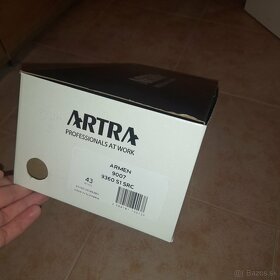 ARTRA
PROFESSIONALS AT WORK
ARMEN
9007
9360 S1 SRC
43
bazos.sk